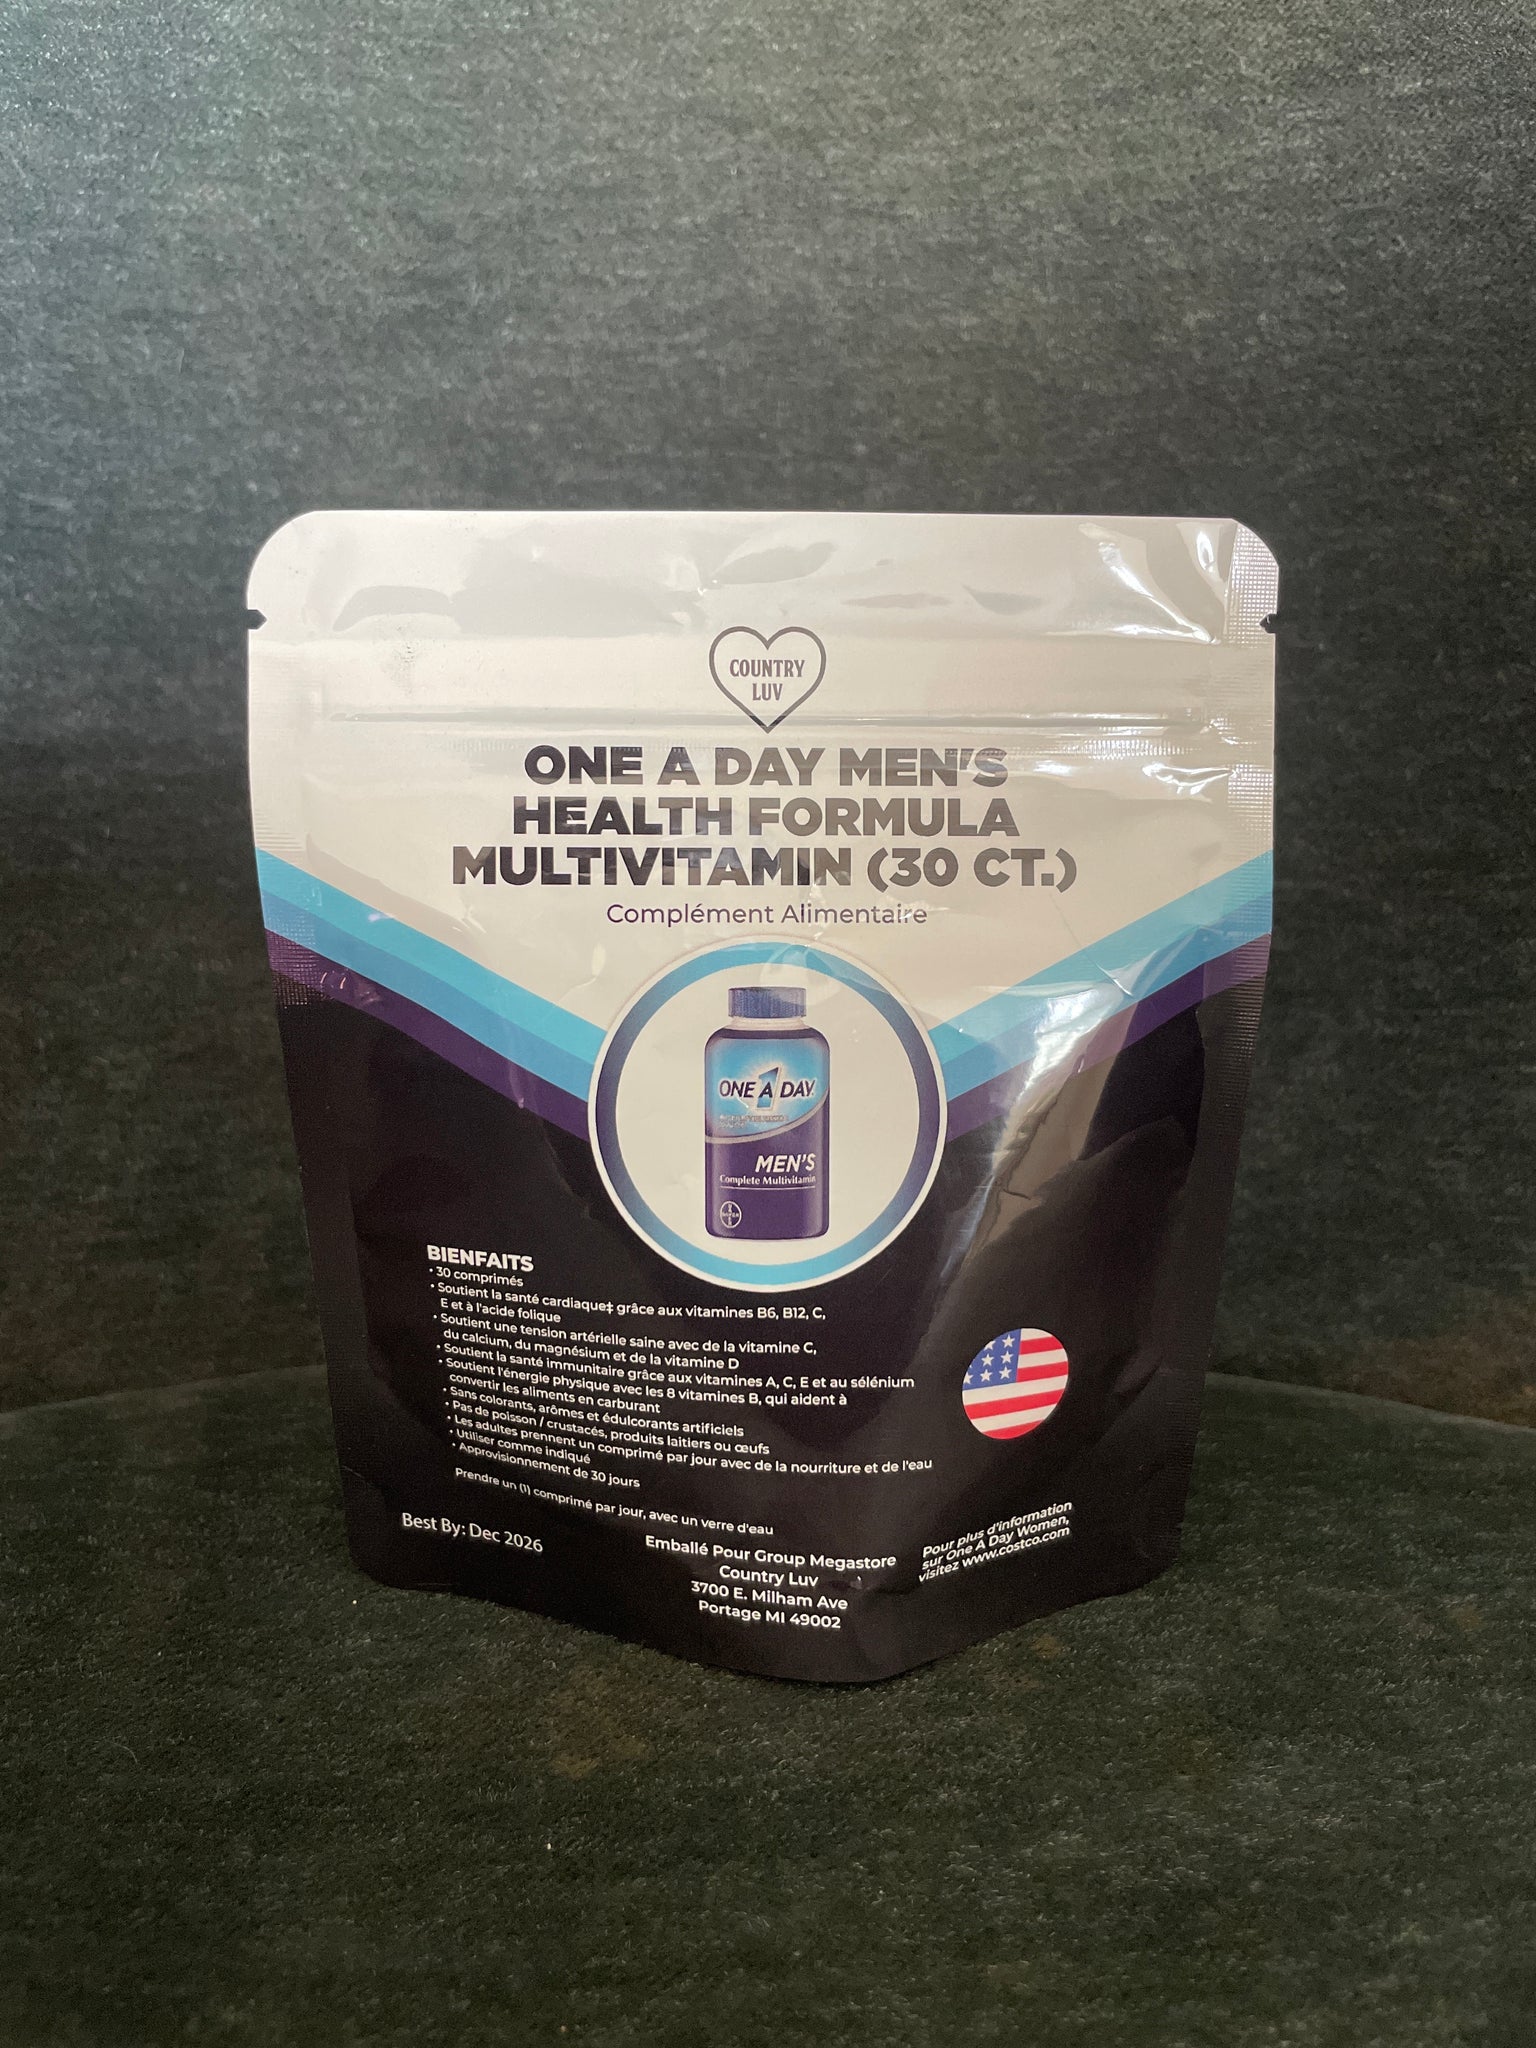 COUNTRY
LUV
ONE A DAY MEN'S
HEALTH FORMULA
MULTIVITAMIN (30 CT.)
Complément Alimentaire
ONE A DAY
1
MEN'S
Complete Multivitamin
BAYER
BIENFAITS
• 30 comprimés
• Soutient la santé cardiaque‡ grâce aux vitamines B6, B12, C,
E et à l'acide folique
• Soutient une tension artérielle saine avec de la vitamine C,
du calcium, du magnésium et de la vitamine D
• Soutient la santé immunitaire grâce aux vitamines A, C, E et au sélénium
• Soutient l'énergie physique avec les 8 vitamines B, qui aident à
convertir les aliments en carburant
• Sans colorants, arômes et édulcorants artificiels
• Pas de poisson / crustacés, produits laitiers ou œufs
• Les adultes prennent un comprimé par jour avec de la nourriture et de l'eau
• Utiliser comme indiqué
• Approvisionnement de 30 jours
Prendre un (1) comprimé par jour, avec un verre d'eau
Best By: Dec 2026
Emballé Pour Group Megastore
Country Luv
3700 E. Milham Ave
Portage MI 49002
Pour plus d'information
sur One A Day Women,
visitez www.costco.com